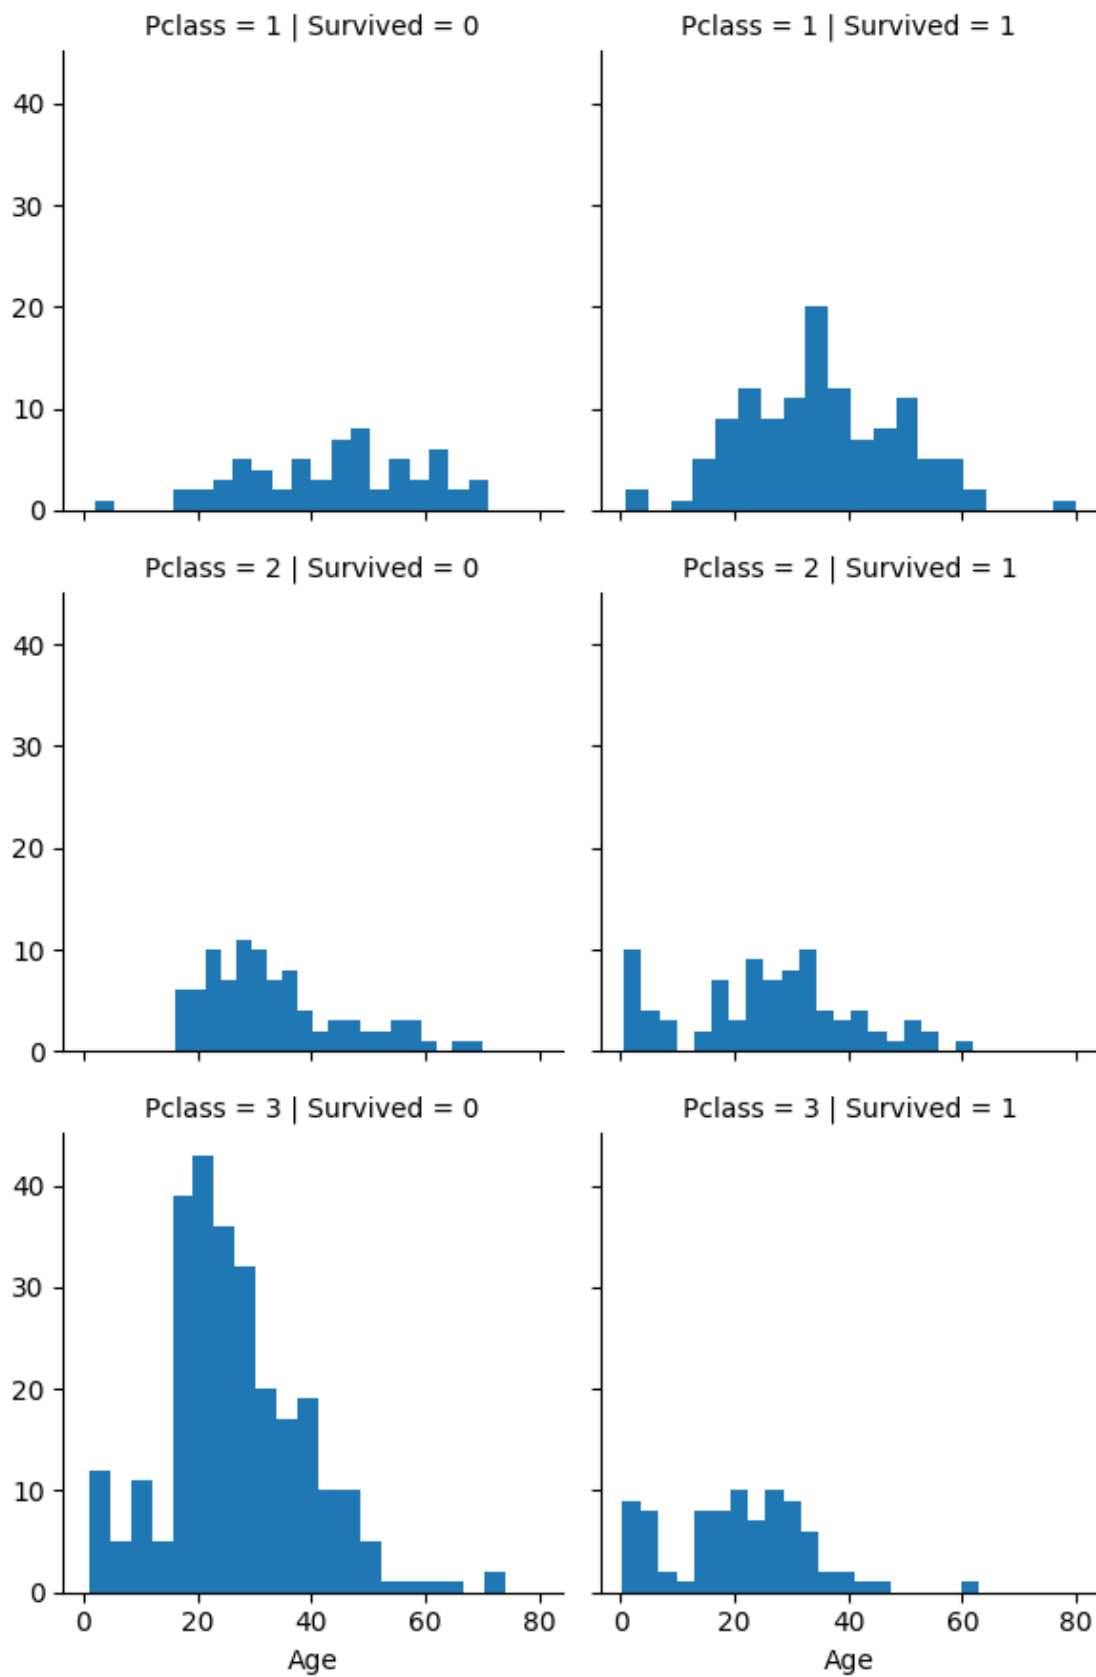 Pclass = 1 | Survived = 0
Pclass = 1 | Survived = 1
40
30
20
10
0
Pclass = 2 | Survived = 0
Pclass = 2 | Survived = 1
40
30
20
10
0
Pclass = 3 | Survived = 0
Pclass = 3 | Survived = 1
40
30
20
10
0
0 20 40 60 80
0 20 40 60 80
Age
Age